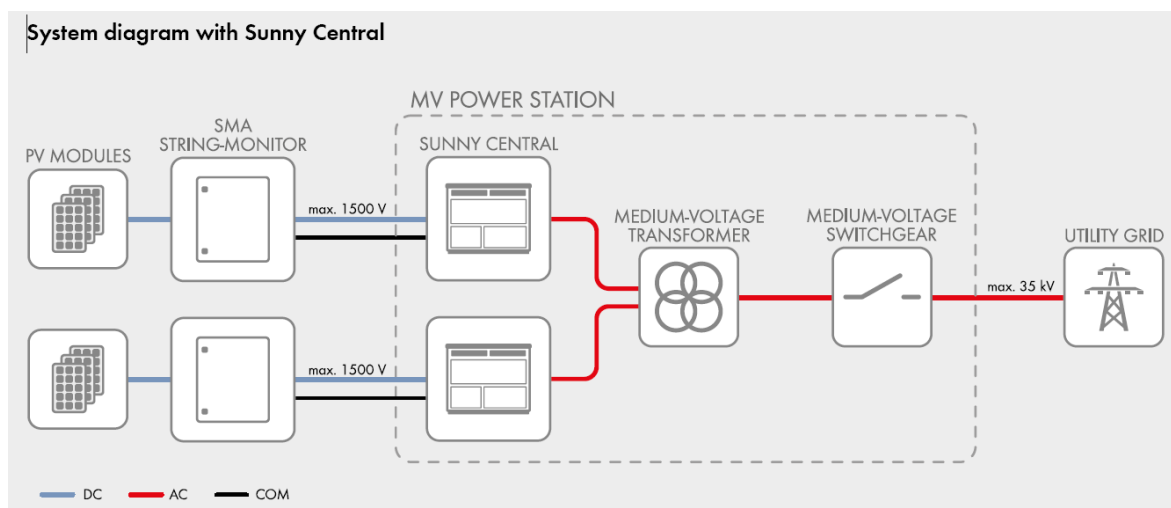 System diagram with Sunny Central
MV POWER STATION
SMA
STRING-MONITOR
PV MODULES
SUNNY CENTRAL
max. 1500 V
MEDIUM-VOLTAGE
TRANSFORMER
MEDIUM-VOLTAGE
SWITCHGEAR
UTILITY GRID
max. 35 kV
max. 1500 V
DC
AC
COM